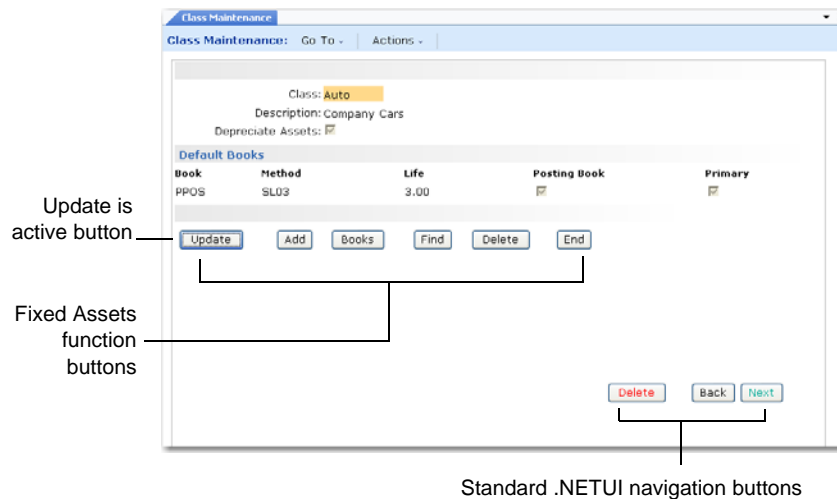 Class Maintenance
Class Maintenance: Go To Actions
Class: Auto
Description: Company Cars
Depreciate Assets:
Default Books
Book Method Life Posting Book Primary
PPOS SL03 3.00
Update Add Books Find Delete End
Update is
active button
Fixed Assets
function
buttons
Delete Back Next
Standard .NETUI navigation buttons